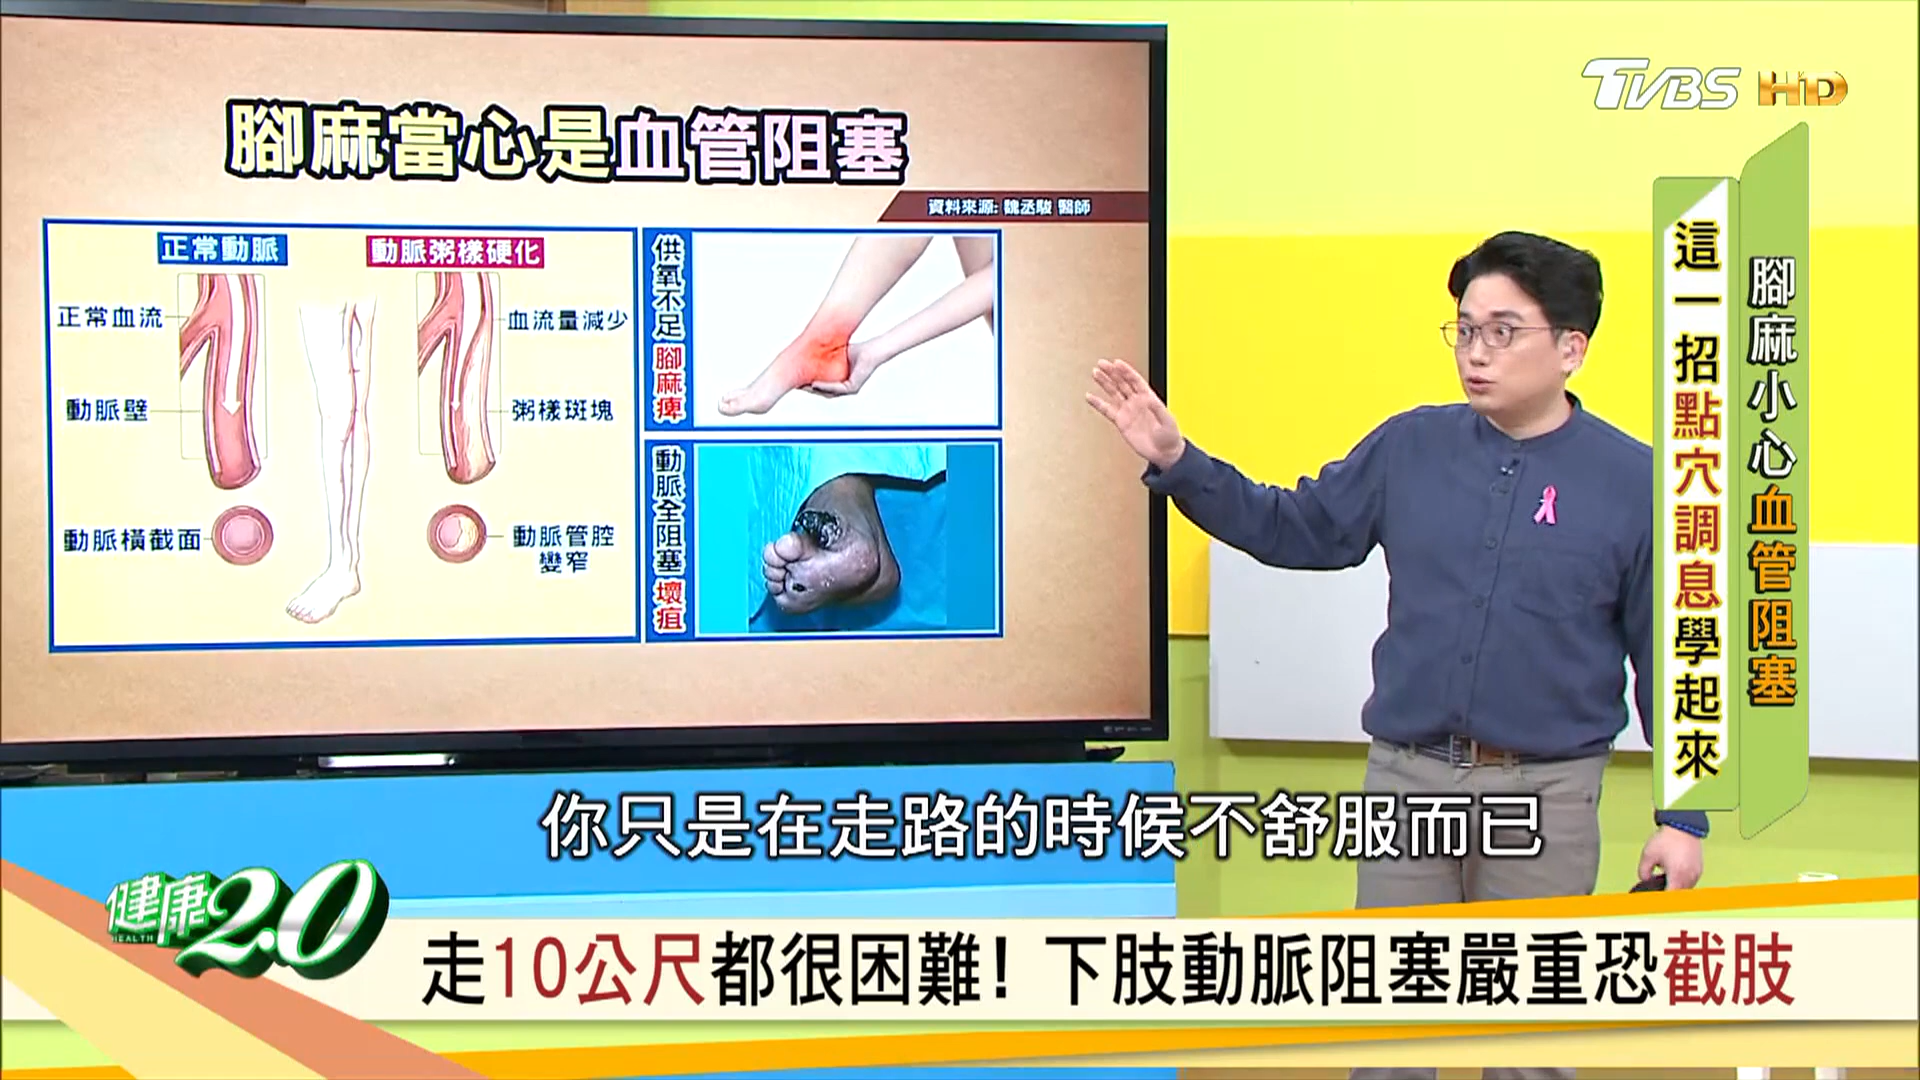 TVBS HD
腳麻當心是血管阻塞
資料來源: 魏丞駿 醫師
正常動脈
動脈粥樣硬化
正常血流
血流量減少
動脈壁
粥樣斑塊
動脈橫截面
動脈管腔
變窄
供氧不足 腳麻痺
動脈全阻塞 壞疽
腳麻小心血管阻塞
這一招點穴調息學起來
你只是在走路的時候不舒服而已
健康2.0
HEALTH
走10公尺都很困難! 下肢動脈阻塞嚴重恐截肢